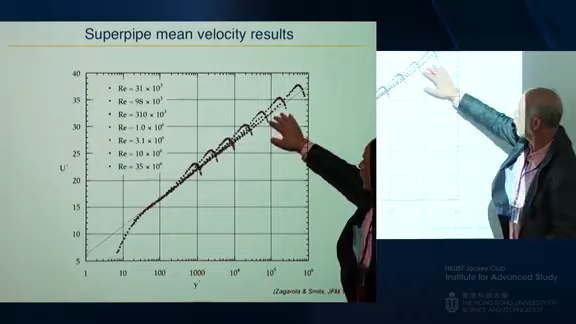 Superpipe mean velocity results
40
35
30
25
20
15
10
5
U⁺
• Re = 31 × 10³
• Re = 98 × 10³
• Re = 310 × 10³
• Re = 1.0 × 10⁶
• Re = 3.1 × 10⁶
• Re = 10 × 10⁶
• Re = 35 × 10⁶
1 10 100 1000 10⁴ 10⁵ 10⁶
y⁺
(Zagarola & Smits, JFM
HKUST Jockey Club
Institute for Advanced Study
香港科技大學
THE HONG KONG UNIVERSITY
OF SCIENCE AND TECHNOLOGY